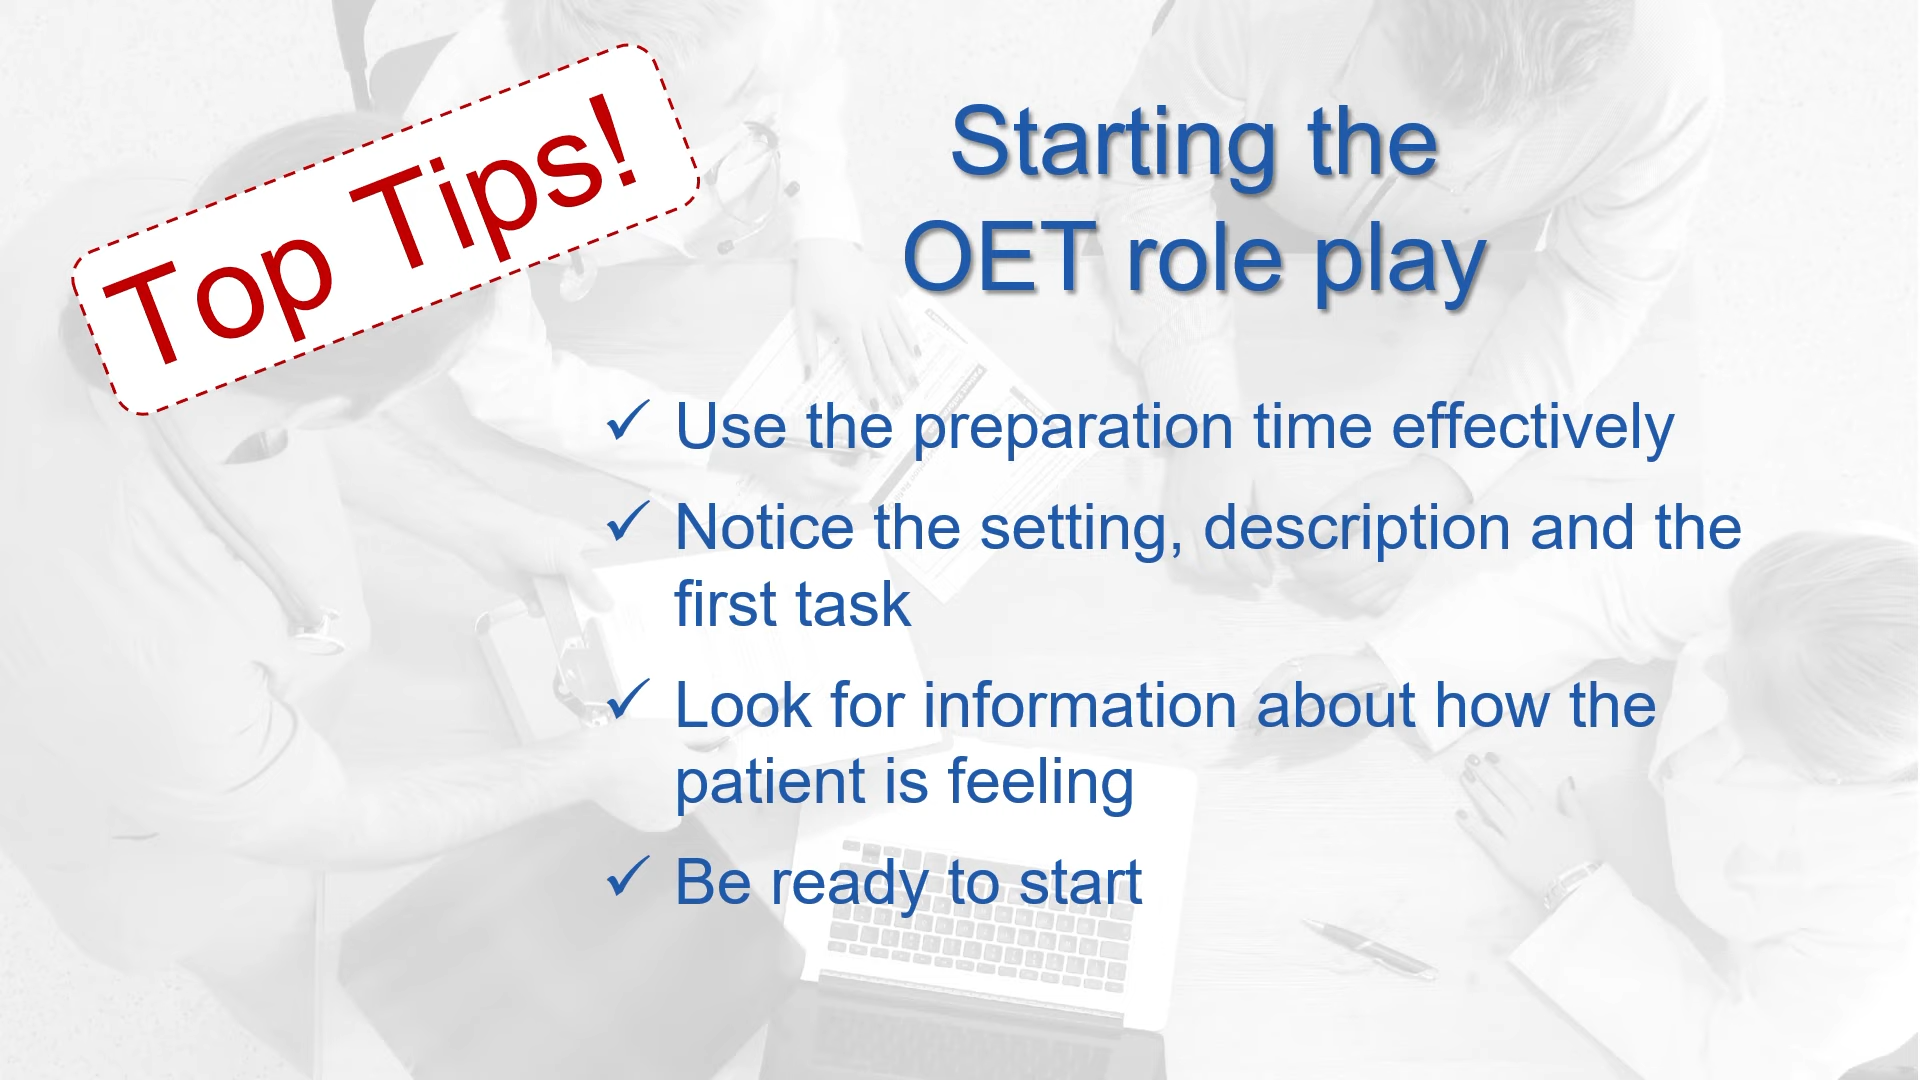 Top Tips!
Starting the
OET role play
✓ Use the preparation time effectively
✓ Notice the setting, description and the
first task
✓ Look for information about how the
patient is feeling
✓ Be ready to start